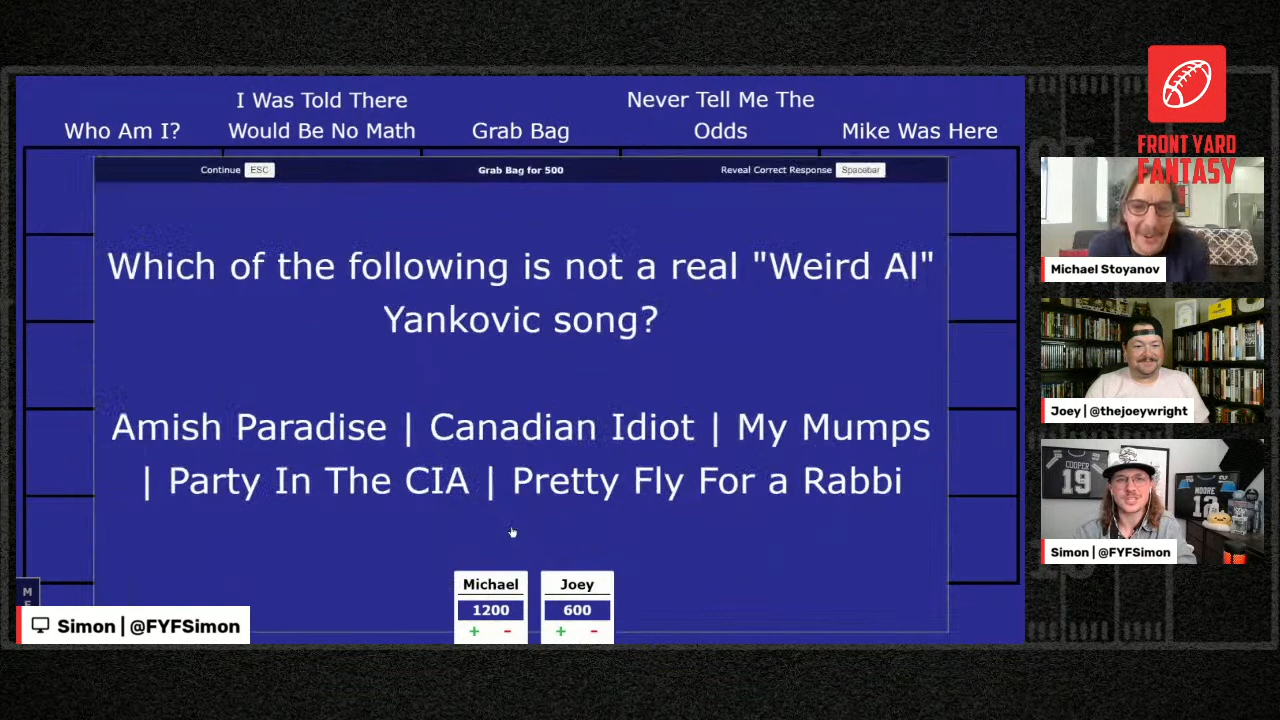 I Was Told There
Never Tell Me The
Who Am I?
Would Be No Math
Grab Bag
Odds
Mike Was Here
FRONT YARD
FANTASY
Continue ESC
Grab Bag for 500
Reveal Correct Response Spacebar
Which of the following is not a real "Weird Al"
Yankovic song?
Amish Paradise | Canadian Idiot | My Mumps
| Party In The CIA | Pretty Fly For a Rabbi
Michael
1200
+ -
Joey
600
+ -
Simon | @FYFSimon
Michael Stoyanov
Joey | @thejoeywright
COOPER
19
MOORE
Simon | @FYFSimon